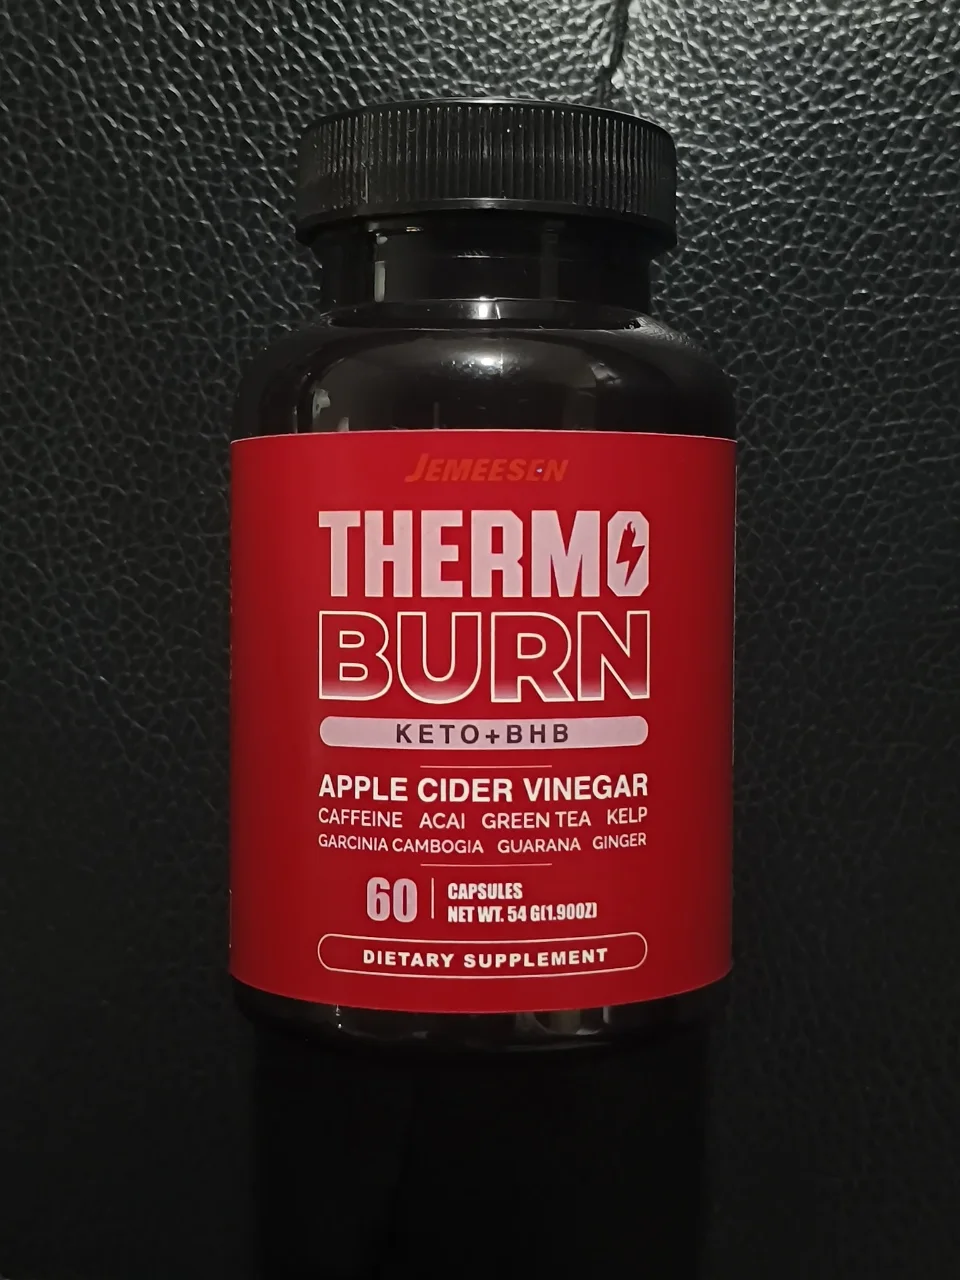 JEMEESEN
THERMO
BURN
KETO+BHB
APPLE CIDER VINEGAR
CAFFEINE ACAI GREEN TEA KELP
GARCINIA CAMBOGIA GUARANA GINGER
60 CAPSULES
NET WT. 54 G(1.90OZ)
DIETARY SUPPLEMENT